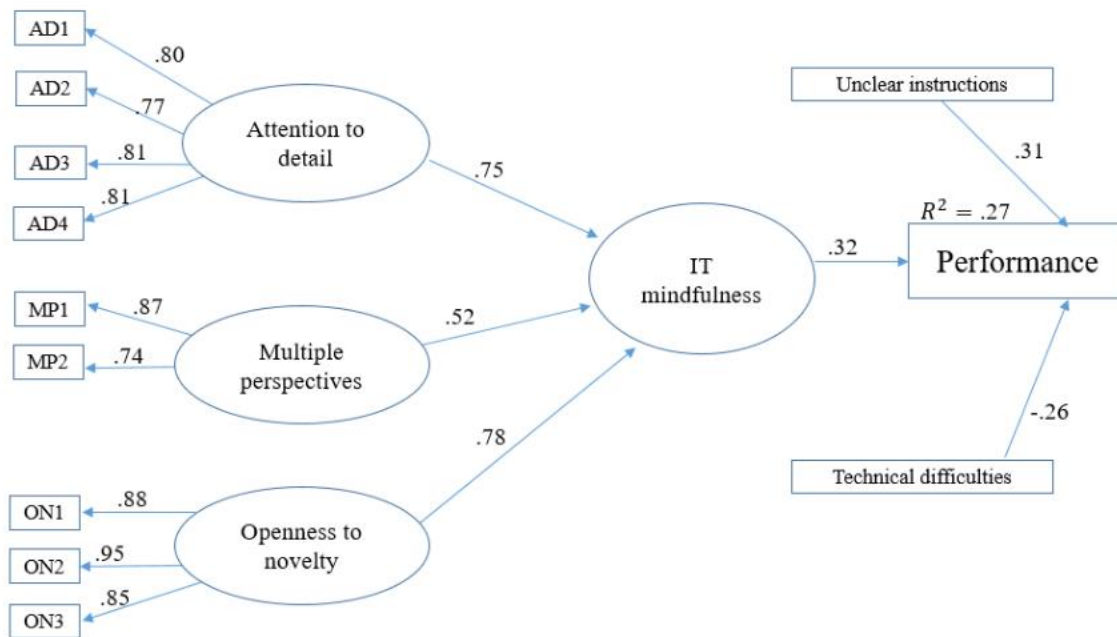 AD1
.80
AD2
.77
AD3
.81
AD4
.81
Attention to
detail
.75
MP1
.87
MP2
.74
Multiple
perspectives
.52
ON1
.88
ON2
.95
ON3
.85
Openness to
novelty
.78
IT
mindfulness
.32
Unclear instructions
.31
R² = .27
Performance
-.26
Technical difficulties